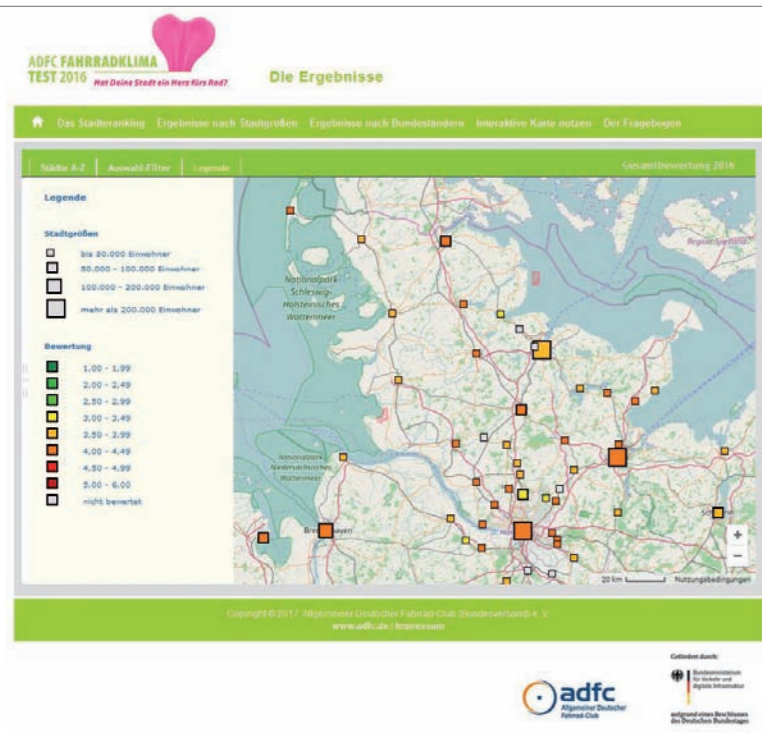 ADFC FAHRRADKLIMA
TEST 2016 Hat Deine Stadt ein Herz fürs Rad?
Die Ergebnisse
Das Städteranking Ergebnisse nach Stadtgrößen Ergebnisse nach Bundesländern Interaktive Karte nutzen Der Fragebogen
Städte A-Z Auswahl-Filter Legende Gesamtbewertung 2016
Legende
Stadtgrößen
bis 50.000 Einwohner
50.000 - 100.000 Einwohner
100.000 - 200.000 Einwohner
mehr als 200.000 Einwohner
Bewertung
1.00 - 1.99
2.00 - 2.49
2.50 - 2.99
3.00 - 3.49
3.50 - 3.99
4.00 - 4.49
4.50 - 4.99
5.00 - 6.00
nicht bewertet
Nationalpark
Schleswig-
Holsteinisches
Wattenmeer
Nationalpark
Niedersächsisches
Wattenmeer
+
−
20 km Nutzungsbedingungen
Copyright © 2017 Allgemeiner Deutscher Fahrrad-Club (Bundesverband) e. V.
www.adfc.de | Impressum
adfc
Allgemeiner Deutscher
Fahrrad-Club
Gefördert durch:
Bundesministerium
für Verkehr und
digitale Infrastruktur
aufgrund eines Beschlusses
des Deutschen Bundestages